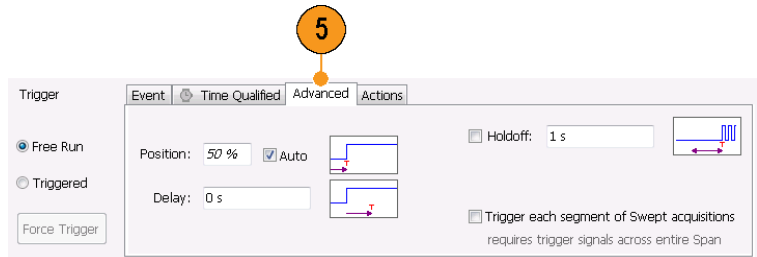 5
Trigger
Event
Time Qualified
Advanced
Actions
Free Run
Triggered
Force Trigger
Position: 50 % Auto
T
Delay: 0 s
T
Holdoff: 1 s
T
Trigger each segment of Swept acquisitions
requires trigger signals across entire Span